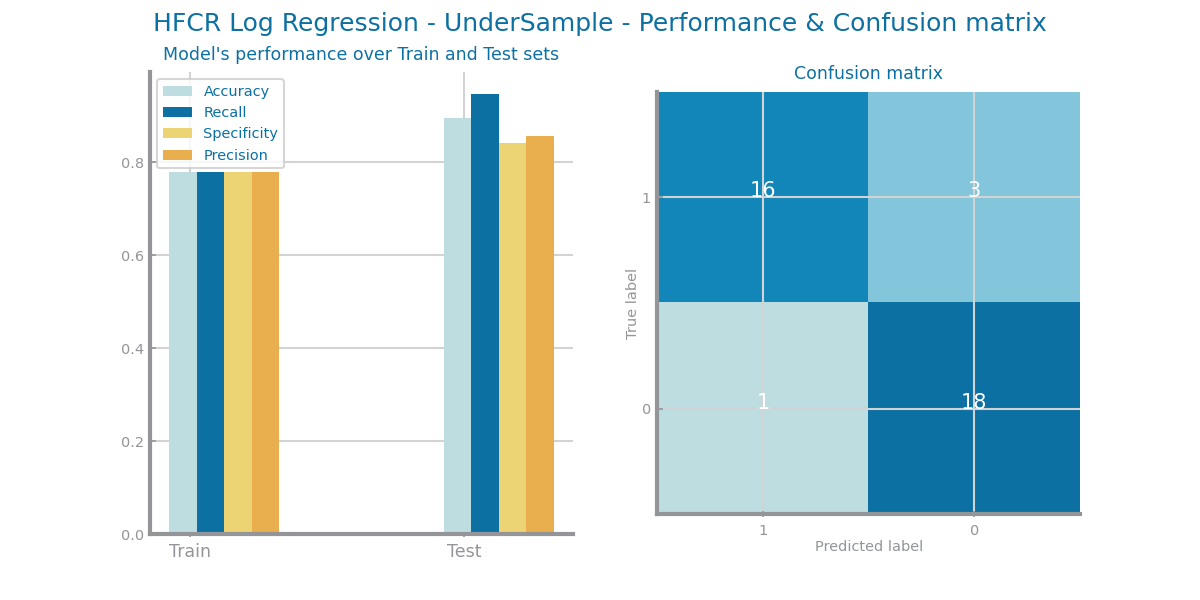 HFCR Log Regression - UnderSample - Performance & Confusion matrix
Model's performance over Train and Test sets
Accuracy
Recall
Specificity
Precision
0.8
0.6
0.4
0.2
0.0
Train Test
Confusion matrix
16 3
1 18
1
0
True label
1 0
Predicted label